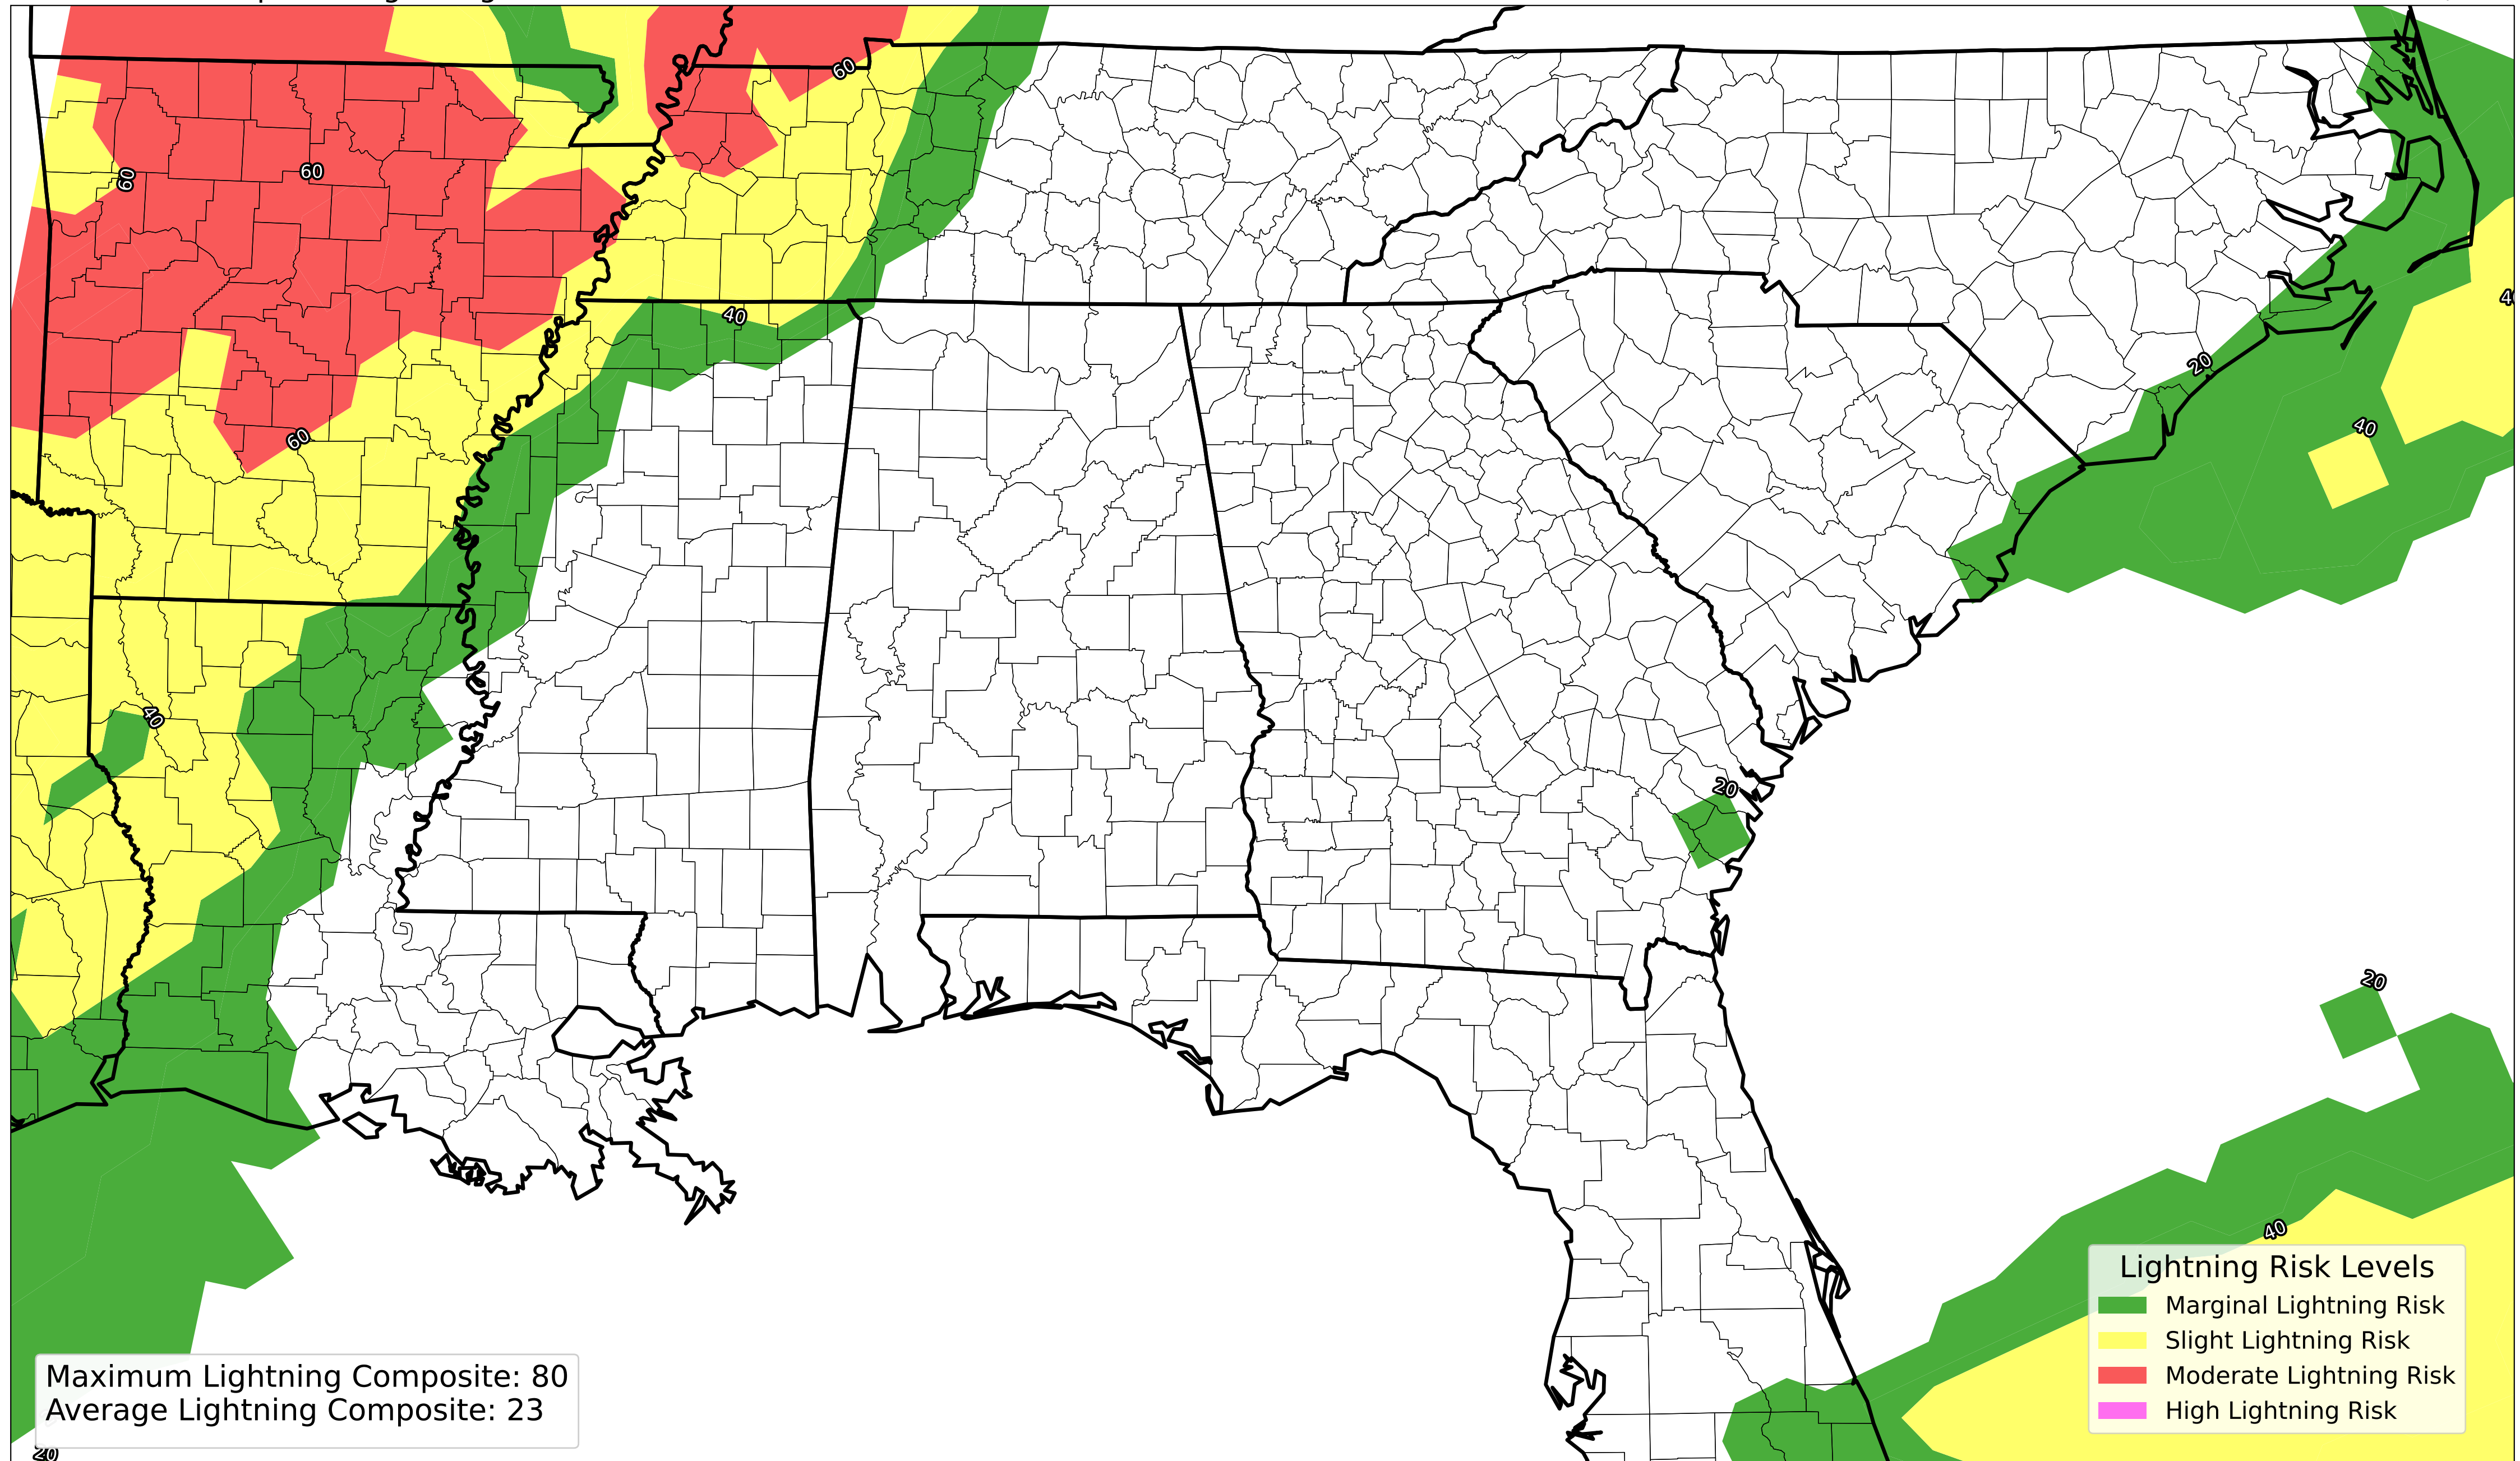 60
60
60
60
40
40
20
40
40
20
20
40
Maximum Lightning Composite: 80
Average Lightning Composite: 23
20
Lightning Risk Levels
Marginal Lightning Risk
Slight Lightning Risk
Moderate Lightning Risk
High Lightning Risk